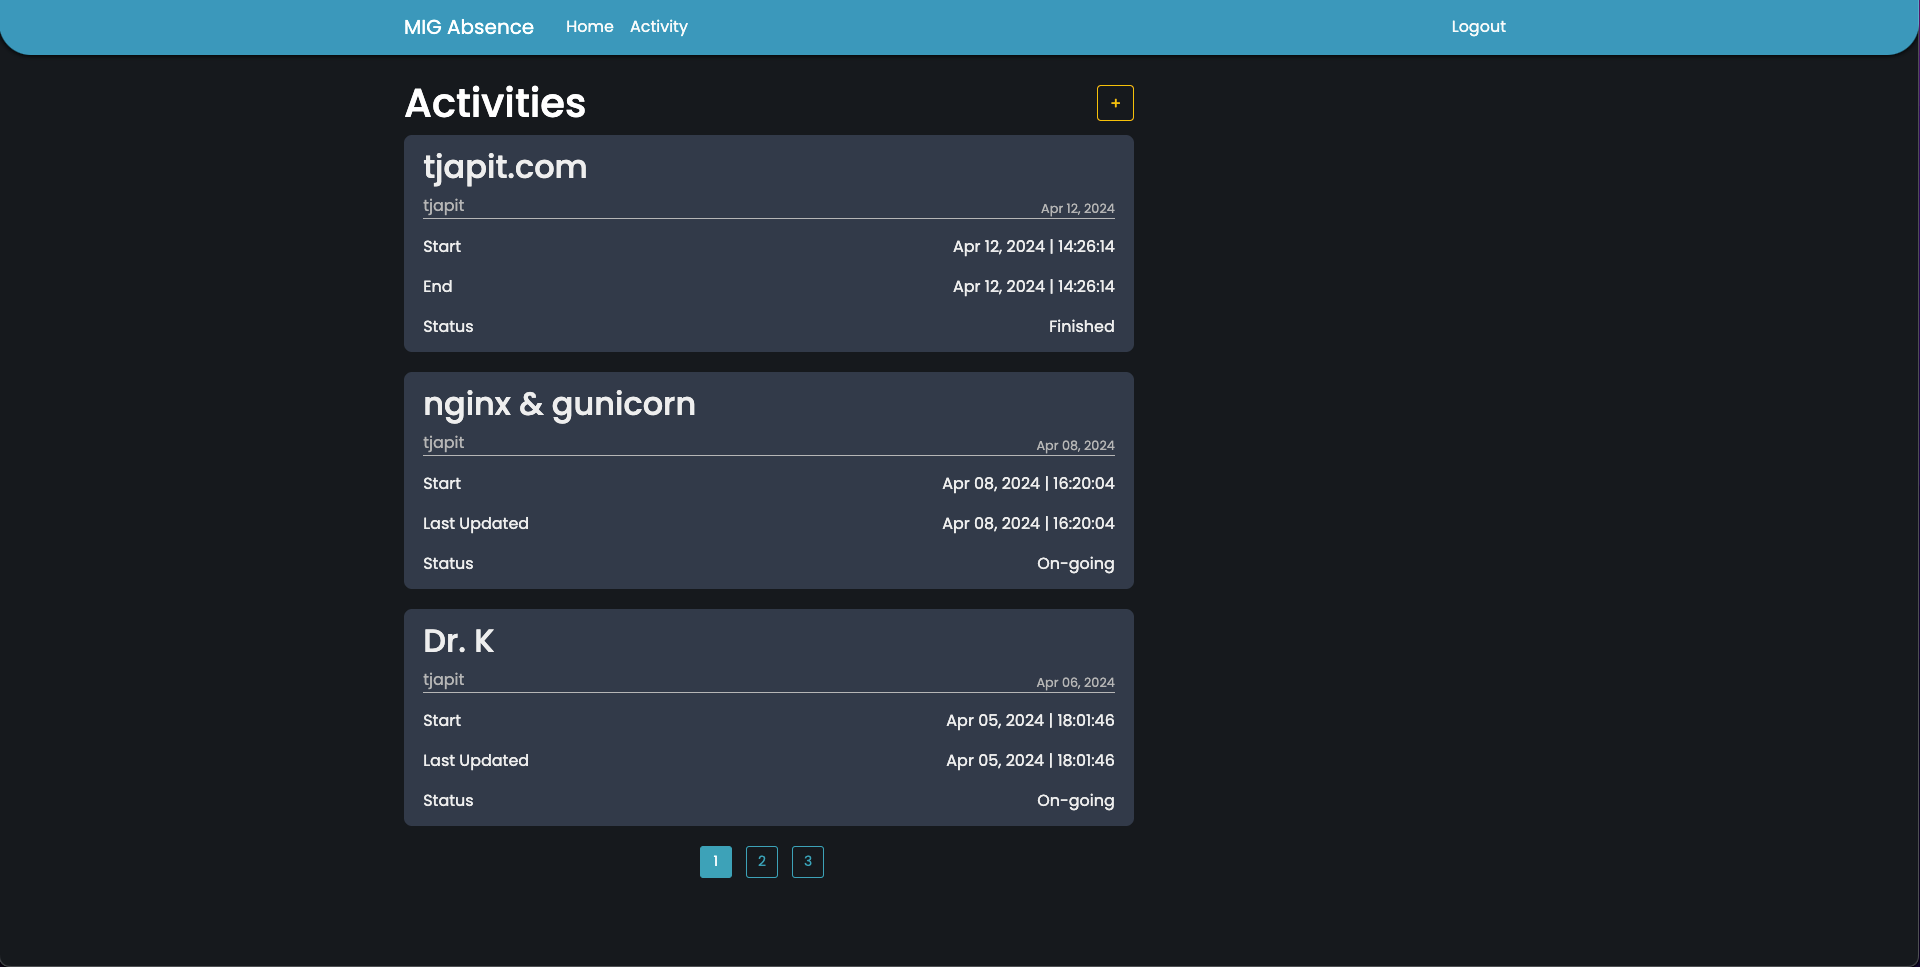 MIG Absence Home Activity Logout
Activities +
tjapit.com
tjapit Apr 12, 2024
Start Apr 12, 2024 | 14:26:14
End Apr 12, 2024 | 14:26:14
Status Finished
nginx & gunicorn
tjapit Apr 08, 2024
Start Apr 08, 2024 | 16:20:04
Last Updated Apr 08, 2024 | 16:20:04
Status On-going
Dr. K
tjapit Apr 06, 2024
Start Apr 05, 2024 | 18:01:46
Last Updated Apr 05, 2024 | 18:01:46
Status On-going
1 2 3